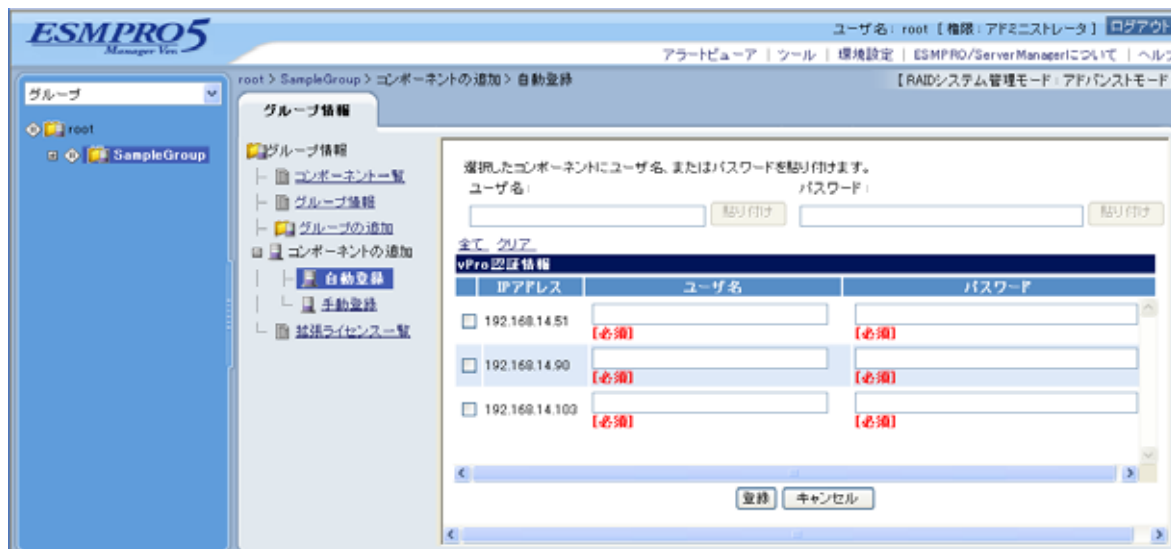 ESMPRO5
Manager Ver.
ユーザ名: root [ 権限: アドミニストレータ ] ログアウト
アラートビューア | ツール | 環境設定 | ESMPRO/ServerManagerについて | ヘルプ
root > SampleGroup > コンポーネントの追加 > 自動登録
[ RAIDシステム管理モード: アドバンストモード
グループ
root
SampleGroup
グループ情報
グループ情報
コンポーネント一覧
グループ情報
グループの追加
コンポーネントの追加
自動登録
手動登録
拡張ライセンス一覧
選択したコンポーネントにユーザ名、またはパスワードを貼り付けます。
ユーザ名: パスワード:
貼り付け 貼り付け
全て クリア
vPro認証情報
IPアドレス ユーザ名 パスワード
192.168.14.51
[必須] [必須]
192.168.14.90
[必須] [必須]
192.168.14.103
[必須] [必須]
登録 キャンセル